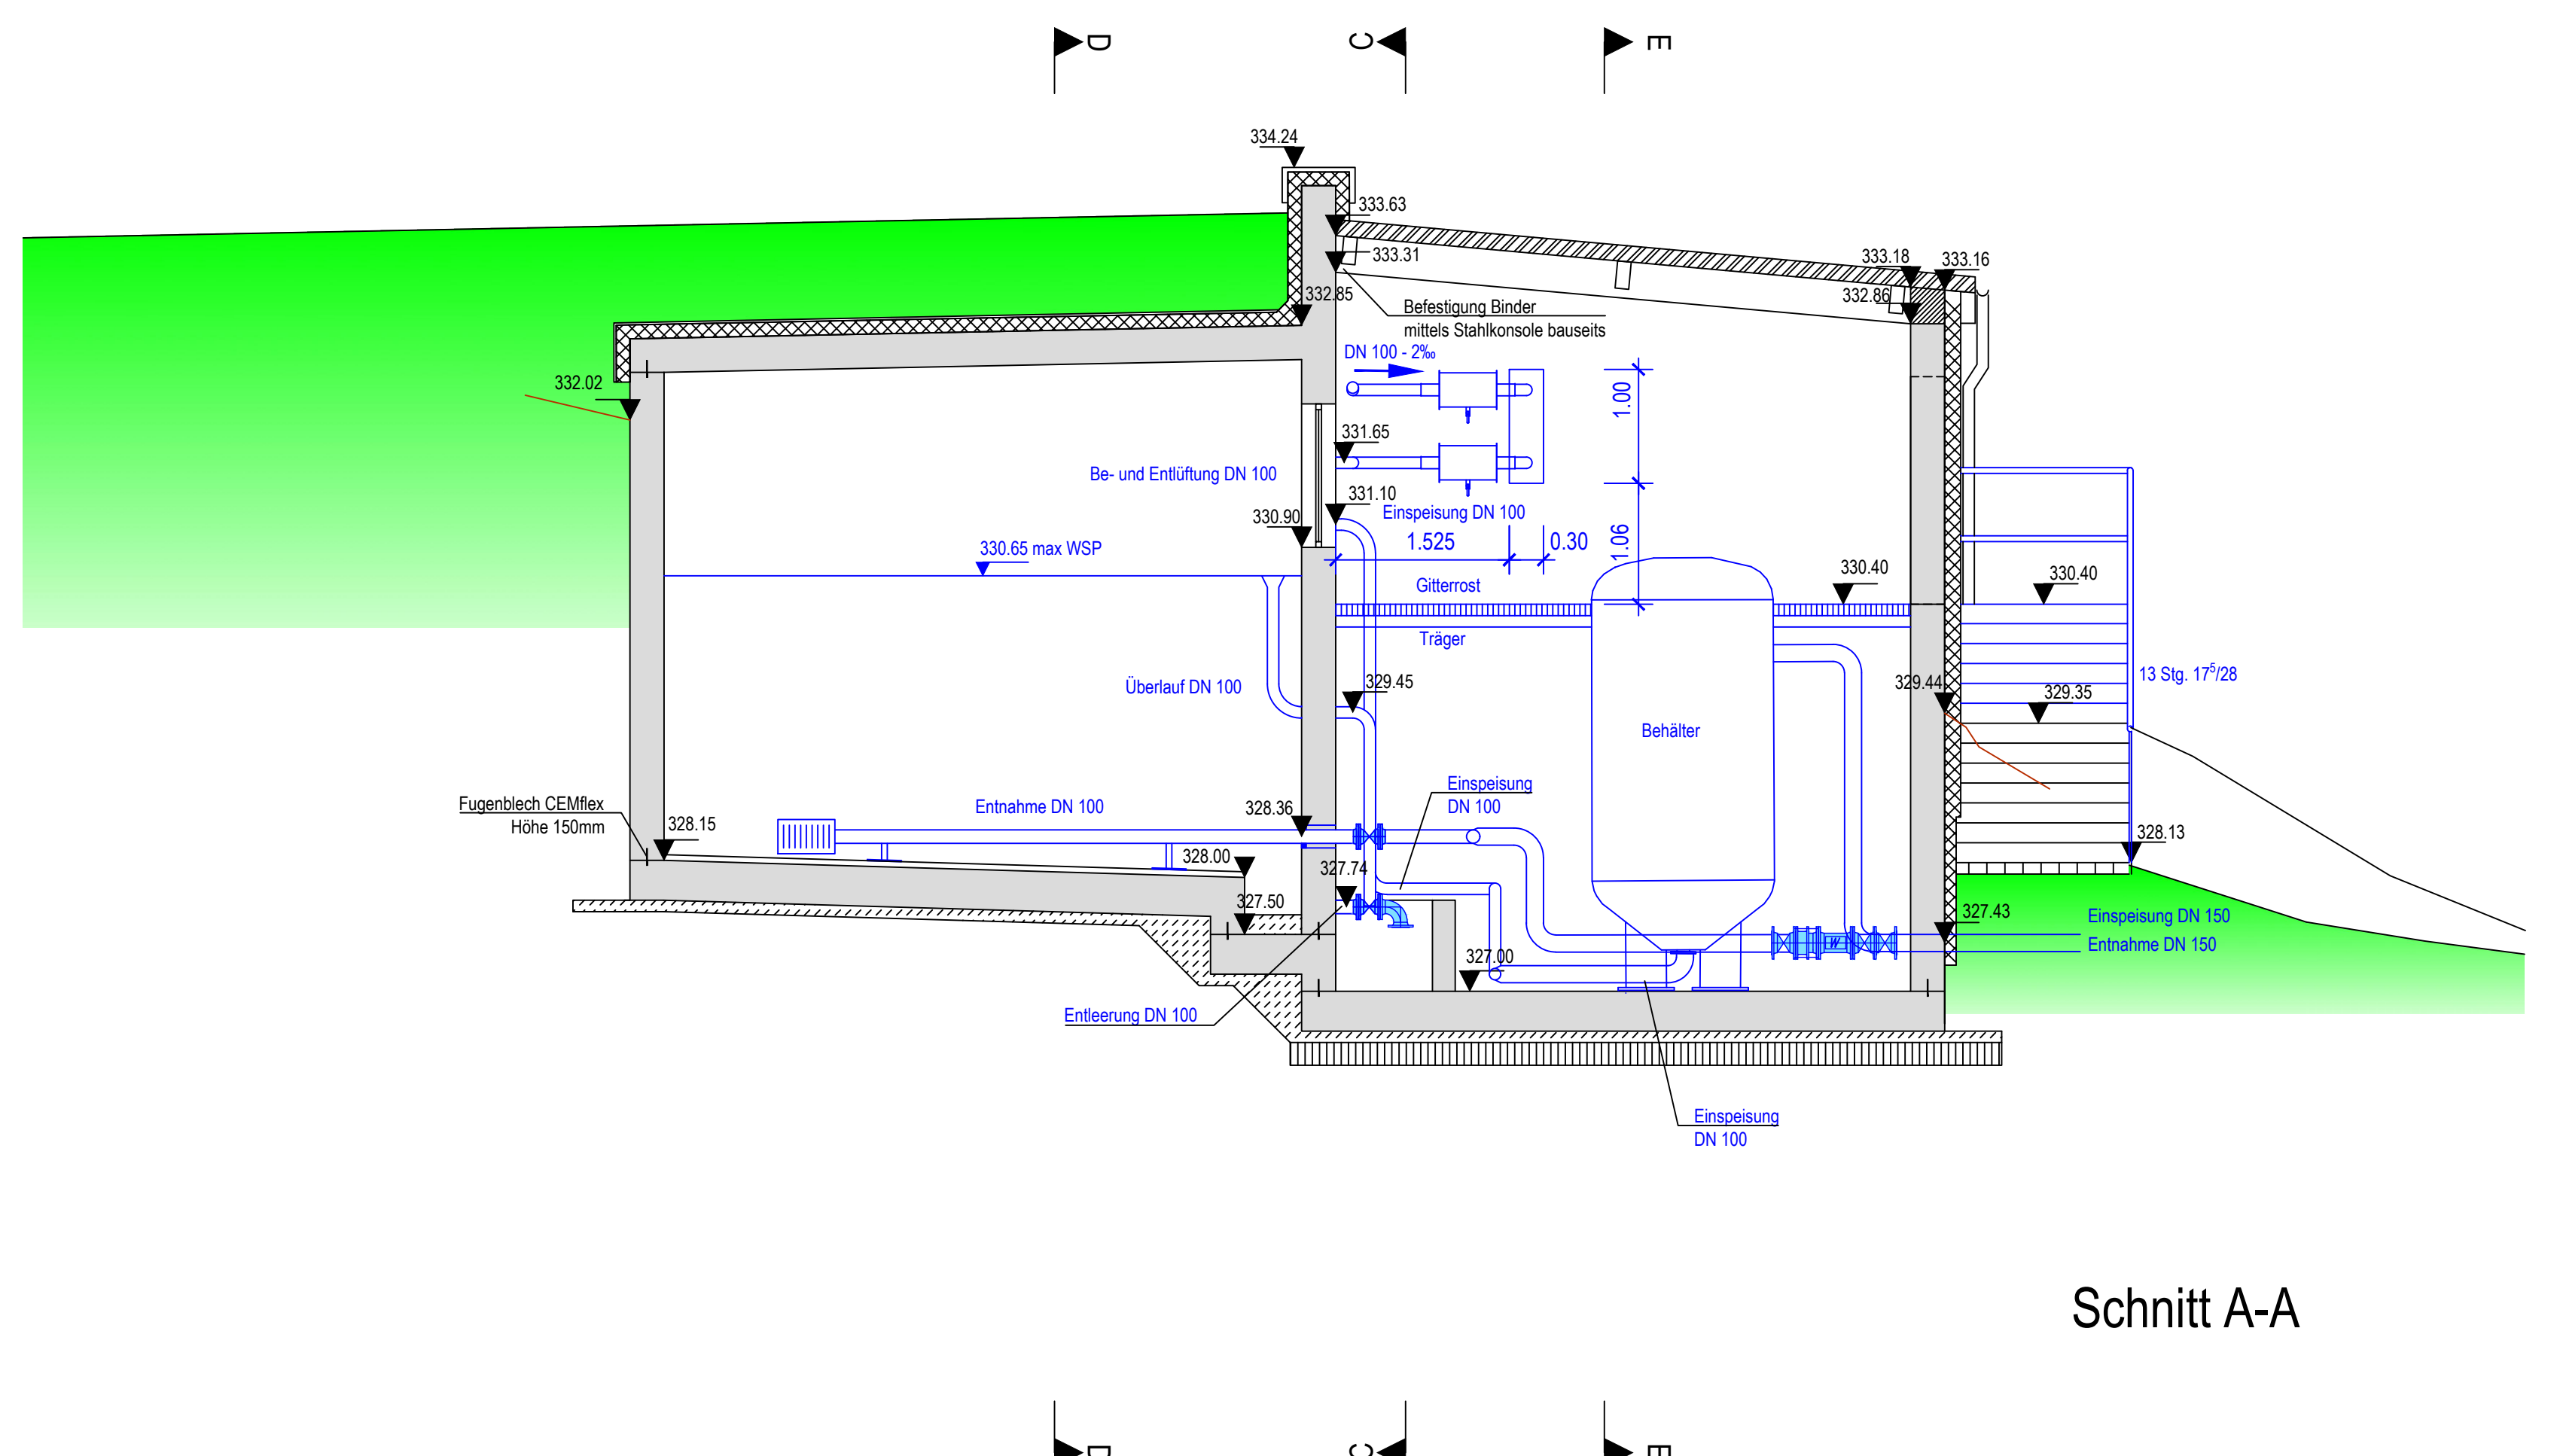 D
C
E
334.24
333.63
333.31
333.18
333.16
332.85
332.86
Befestigung Binder
mittels Stahlkonsole bauseits
DN 100 - 2‰
332.02
1.00
331.65
Be- und Entlüftung DN 100
331.10
330.90
Einspeisung DN 100
1.525
0.30
1.06
330.65 max WSP
Gitterrost
330.40
330.40
Träger
Überlauf DN 100
329.45
329.44
329.35
13 Stg. 17⁵/28
Behälter
Einspeisung
DN 100
Fugenblech CEMflex
Höhe 150mm
328.15
Entnahme DN 100
328.36
328.13
328.00
327.74
327.50
327.43
Einspeisung DN 150
Entnahme DN 150
W
327.00
Entleerung DN 100
Einspeisung
DN 100
Schnitt A-A
D
C
E